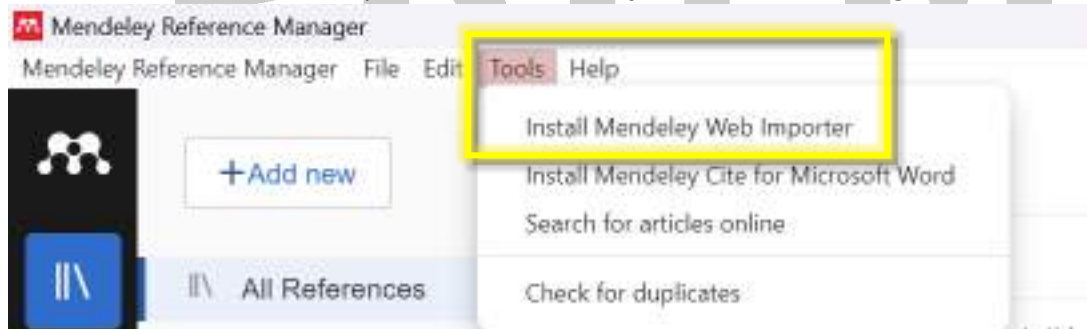 Mendeley Reference Manager
Mendeley Reference Manager File Edit Tools Help
Install Mendeley Web Importer
+Add new
Install Mendeley Cite for Microsoft Word
Search for articles online
All References
Check for duplicates